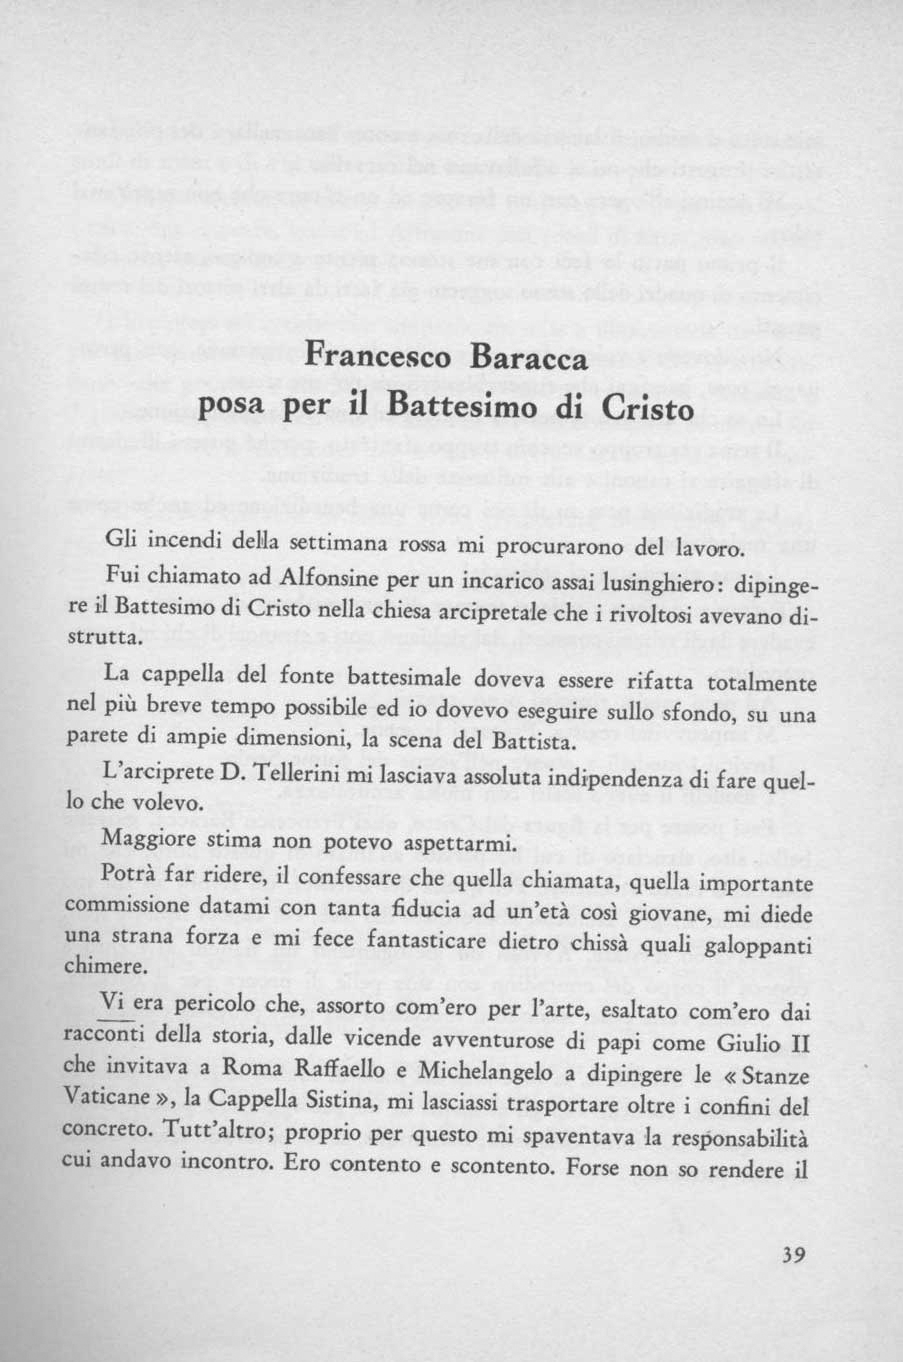 Francesco Baracca
posa per il Battesimo di Cristo
Gli incendi della settimana rossa mi procurarono del lavoro.
Fui chiamato ad Alfonsine per un incarico assai lusinghiero: dipinge-
re il Battesimo di Cristo nella chiesa arcipretale che i rivoltosi avevano di-
strutta.
La cappella del fonte battesimale doveva essere rifatta totalmente
nel più breve tempo possibile ed io dovevo eseguire sullo sfondo, su una
parete di ampie dimensioni, la scena del Battista.
L'arciprete D. Tellerini mi lasciava assoluta indipendenza di fare quel-
lo che volevo.
Maggiore stima non potevo aspettarmi.
Potrà far ridere, il confessare che quella chiamata, quella importante
commissione datami con tanta fiducia ad un'età così giovane, mi diede
una strana forza e mi fece fantasticare dietro chissà quali galoppanti
chimere.
Vi era pericolo che, assorto com'ero per l'arte, esaltato com'ero dai
racconti della storia, dalle vicende avventurose di papi come Giulio II
che invitava a Roma Raffaello e Michelangelo a dipingere le « Stanze
Vaticane », la Cappella Sistina, mi lasciassi trasportare oltre i confini del
concreto. Tutt'altro; proprio per questo mi spaventava la responsabilità
cui andavo incontro. Ero contento e scontento. Forse non so rendere il
39